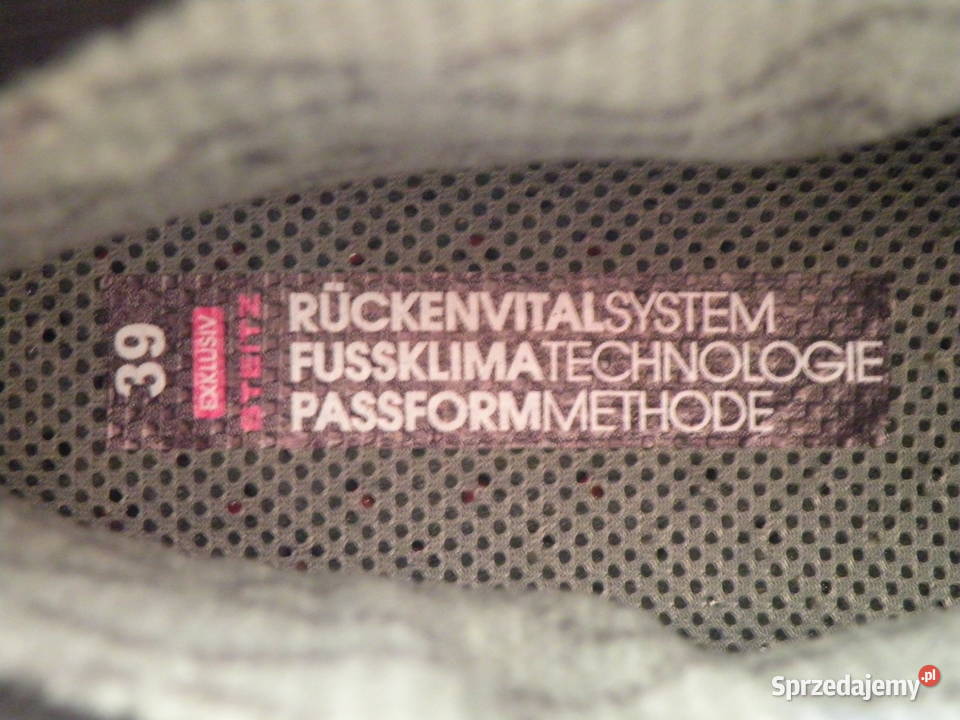 39
EXKLUSIV
STEITZ
RÜCKENVITALSYSTEM
FUSSKLIMATECHNOLOGIE
PASSFORMMETHODE
Sprzedajemy.pl